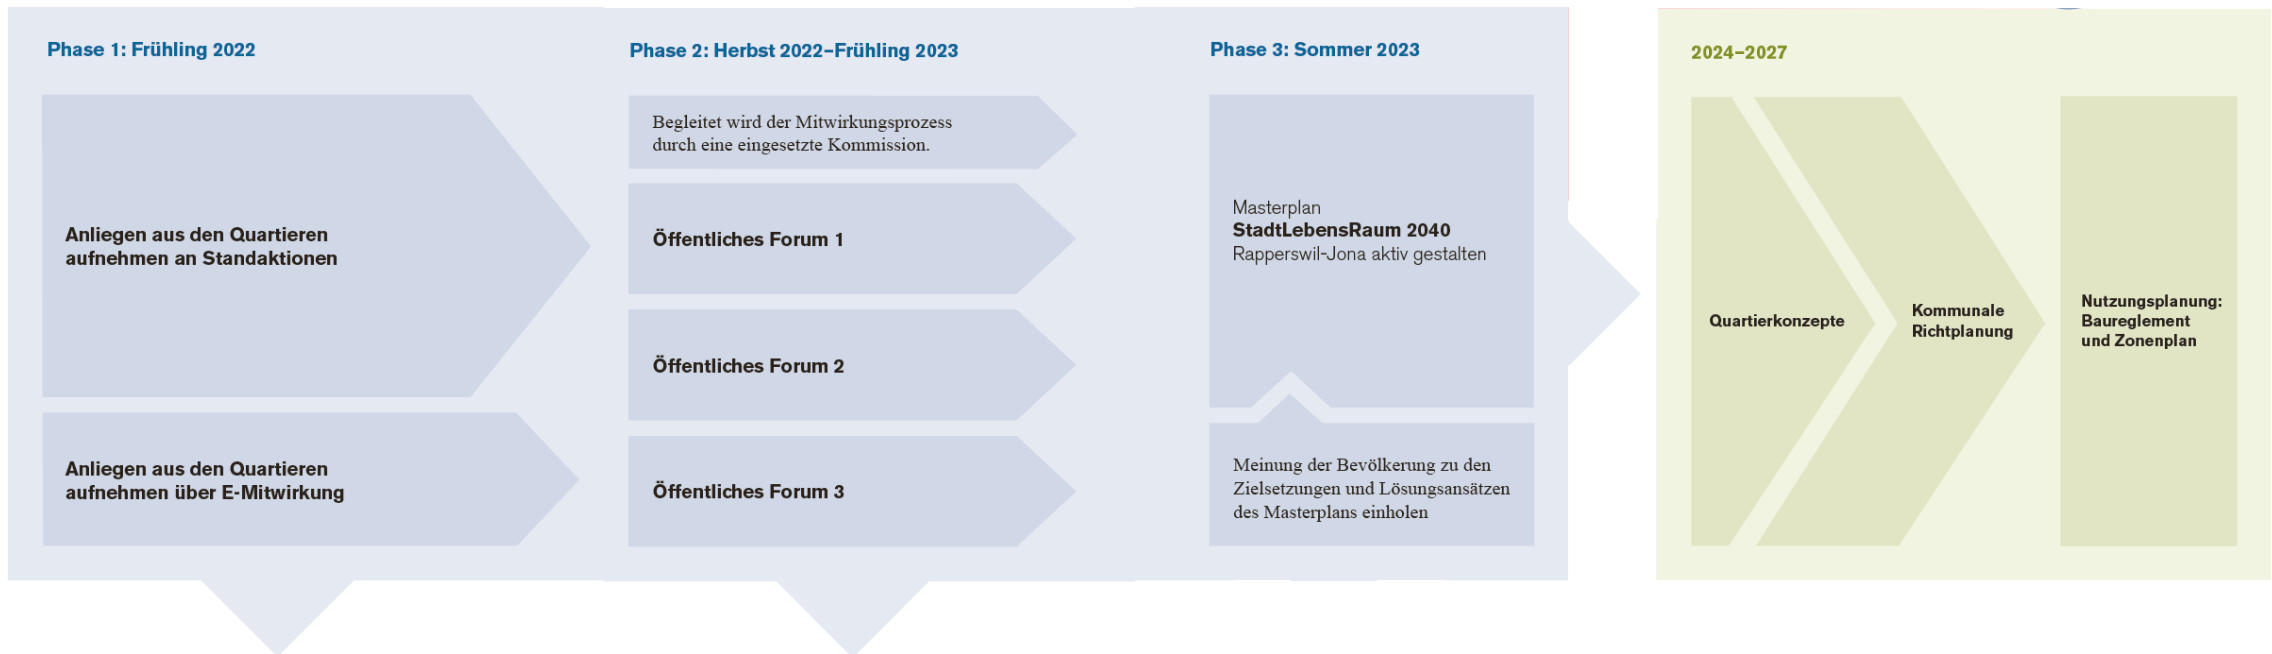 Phase 1: Frühling 2022
Anliegen aus den Quartieren
aufnehmen an Standaktionen
Anliegen aus den Quartieren
aufnehmen über E-Mitwirkung
Phase 2: Herbst 2022–Frühling 2023
Begleitet wird der Mitwirkungsprozess
durch eine eingesetzte Kommission.
Öffentliches Forum 1
Öffentliches Forum 2
Öffentliches Forum 3
Phase 3: Sommer 2023
Masterplan
StadtLebensRaum 2040
Rapperswil-Jona aktiv gestalten
Meinung der Bevölkerung zu den
Zielsetzungen und Lösungsansätzen
des Masterplans einholen
2024–2027
Quartierkonzepte
Kommunale
Richtplanung
Nutzungsplanung:
Baureglement
und Zonenplan